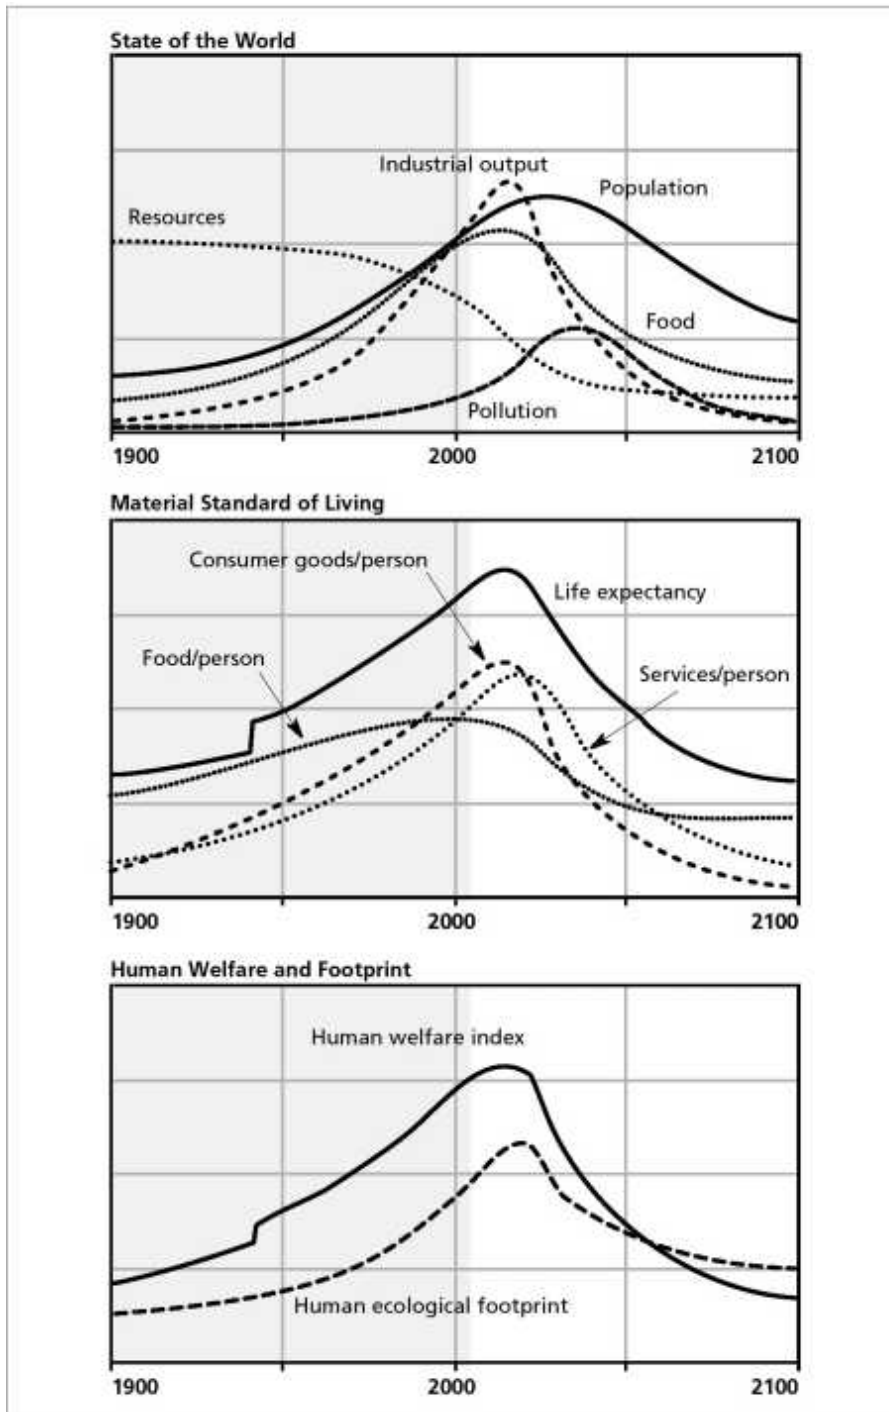 State of the World
Industrial output
Population
Resources
Food
Pollution
1900 2000 2100
Material Standard of Living
Consumer goods/person
Life expectancy
Food/person
Services/person
1900 2000 2100
Human Welfare and Footprint
Human welfare index
Human ecological footprint
1900 2000 2100